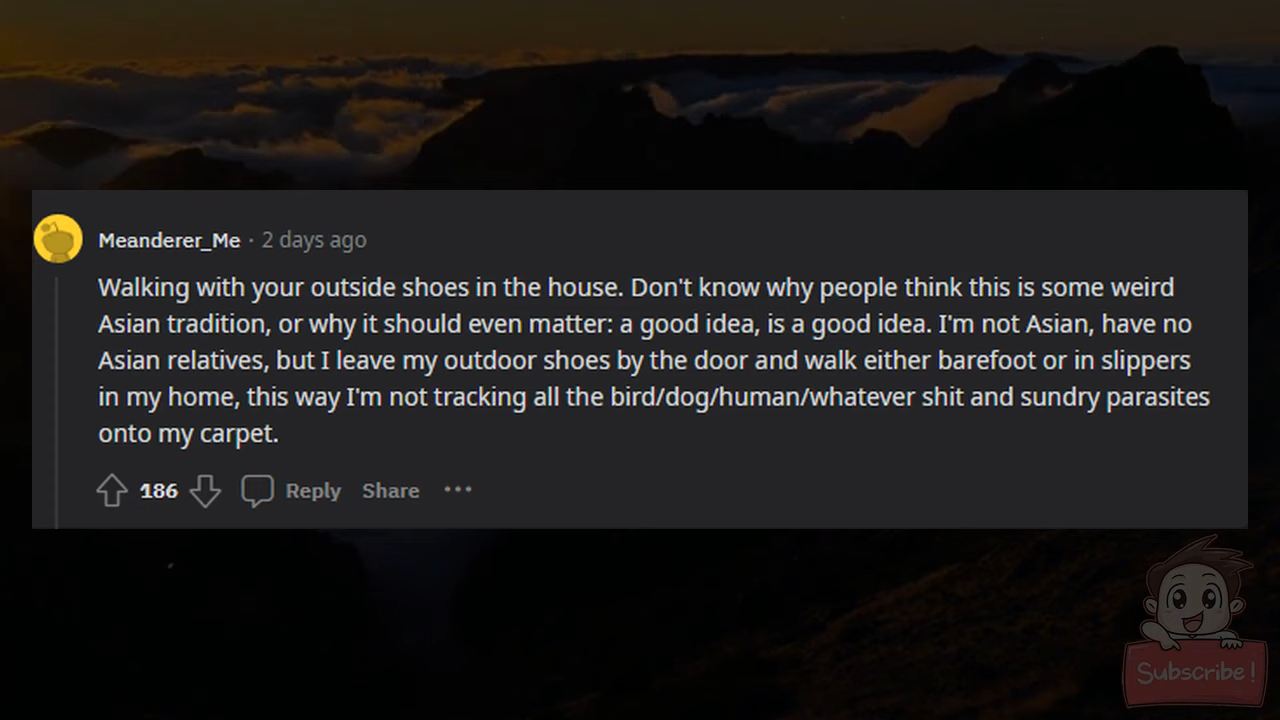 Meanderer_Me · 2 days ago
Walking with your outside shoes in the house. Don't know why people think this is some weird
Asian tradition, or why it should even matter: a good idea, is a good idea. I'm not Asian, have no
Asian relatives, but I leave my outdoor shoes by the door and walk either barefoot or in slippers
in my home, this way I'm not tracking all the bird/dog/human/whatever shit and sundry parasites
onto my carpet.
186 Reply Share ···
Subscribe!